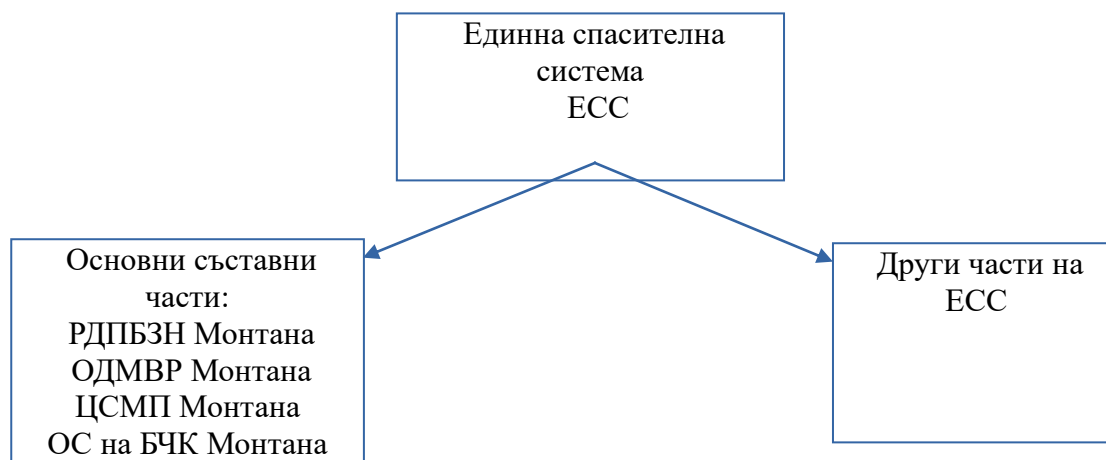 Единна спасителна
система
ЕСС
Основни съставни
части:
РДПБЗН Монтана
ОДМВР Монтана
ЦСМП Монтана
ОС на БЧК Монтана
Други части на
ЕСС